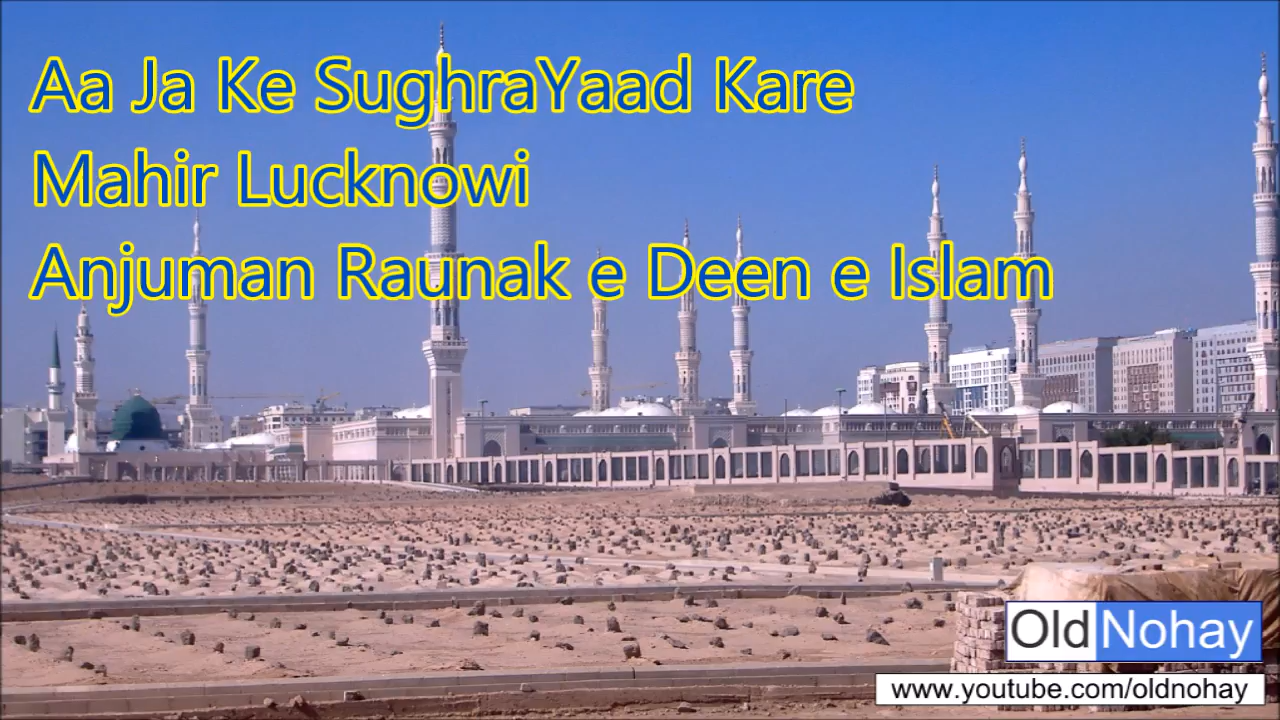 Aa Ja Ke SughraYaad Kare
Mahir Lucknowi
Anjuman Raunak e Deen e Islam
Old Nohay
www.youtube.com/oldnohay